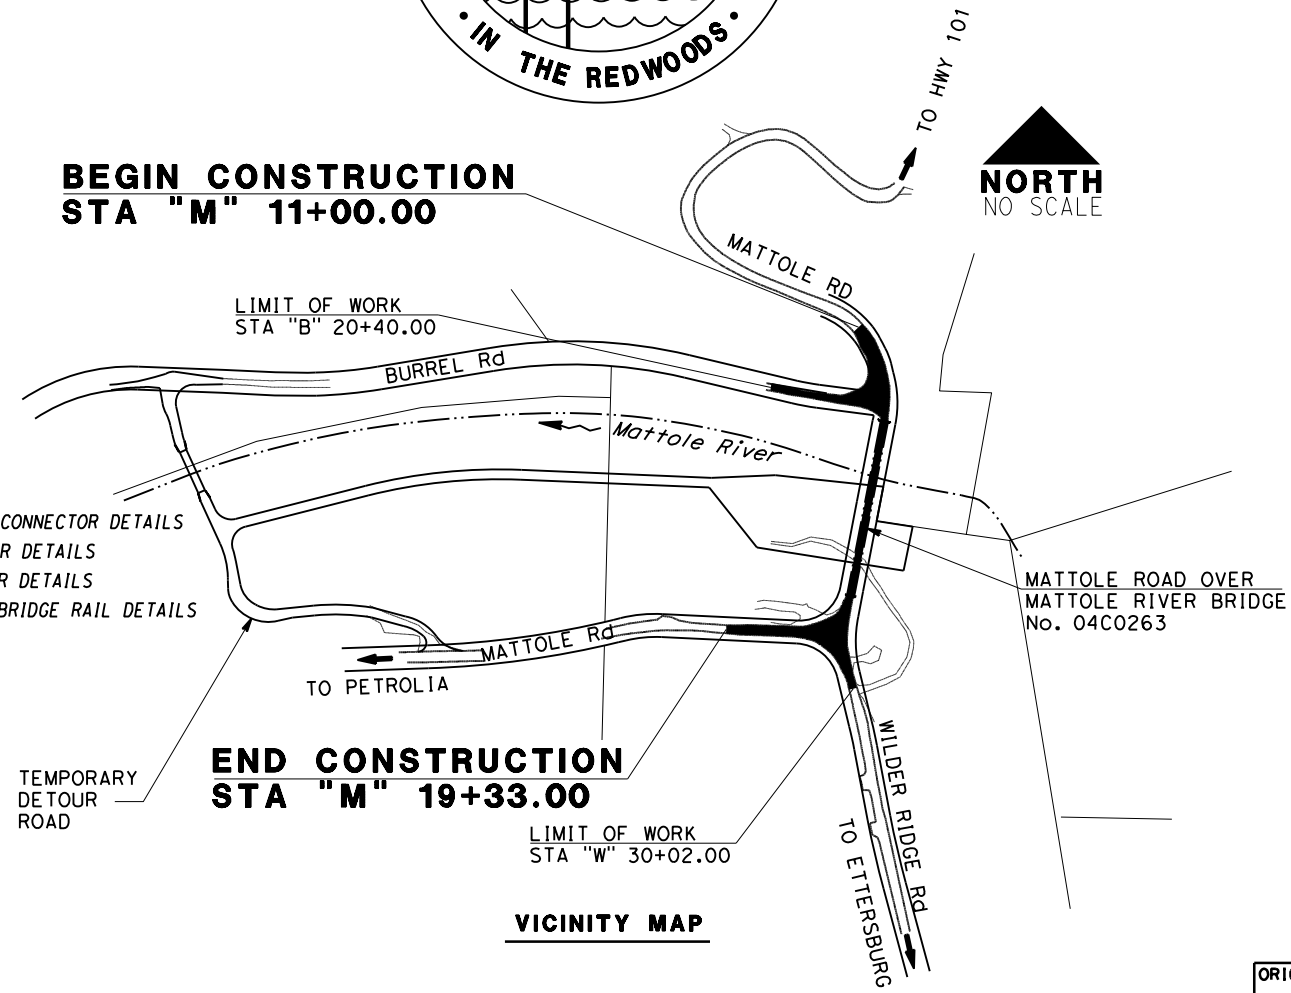 • IN THE REDWOODS •
TO HWY 101
BEGIN CONSTRUCTION
STA "M" 11+00.00
NORTH
NO SCALE
MATTOLE RD
LIMIT OF WORK
STA "B" 20+40.00
BURREL Rd
Mattole River
CONNECTOR DETAILS
R DETAILS
R DETAILS
BRIDGE RAIL DETAILS
MATTOLE ROAD OVER
MATTOLE RIVER BRIDGE
No. 04C0263
MATTOLE Rd
TO PETROLIA
END CONSTRUCTION
STA "M" 19+33.00
TEMPORARY
DETOUR
ROAD
WILDER RIDGE Rd
LIMIT OF WORK
STA "W" 30+02.00
TO ETTERSBURG
VICINITY MAP
ORIG